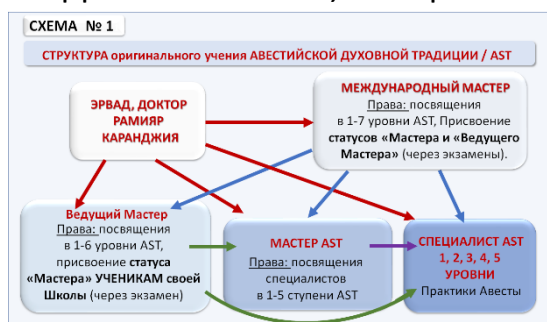 СХЕМА № 1
СТРУКТУРА оригинального учения АВЕСТИЙСКОЙ ДУХОВНОЙ ТРАДИЦИИ / AST
ЭРВАД, ДОКТОР
РАМИЯР
КАРАНДЖИЯ
МЕЖДУНАРОДНЫЙ МАСТЕР
Права: посвящения
в 1-7 уровни AST, Присвоение
статусов «Мастера и «Ведущего
Мастера» (через экзамены).
Ведущий Мастер
Права: посвящения
в 1-6 уровни AST,
присвоение статуса
«Мастера» УЧЕНИКАМ своей
Школы (через экзамен)
МАСТЕР AST
Права: посвящения
специалистов
в 1-5 ступени AST
СПЕЦИАЛИСТ AST
1, 2, 3, 4, 5
УРОВНИ
Практики Авесты